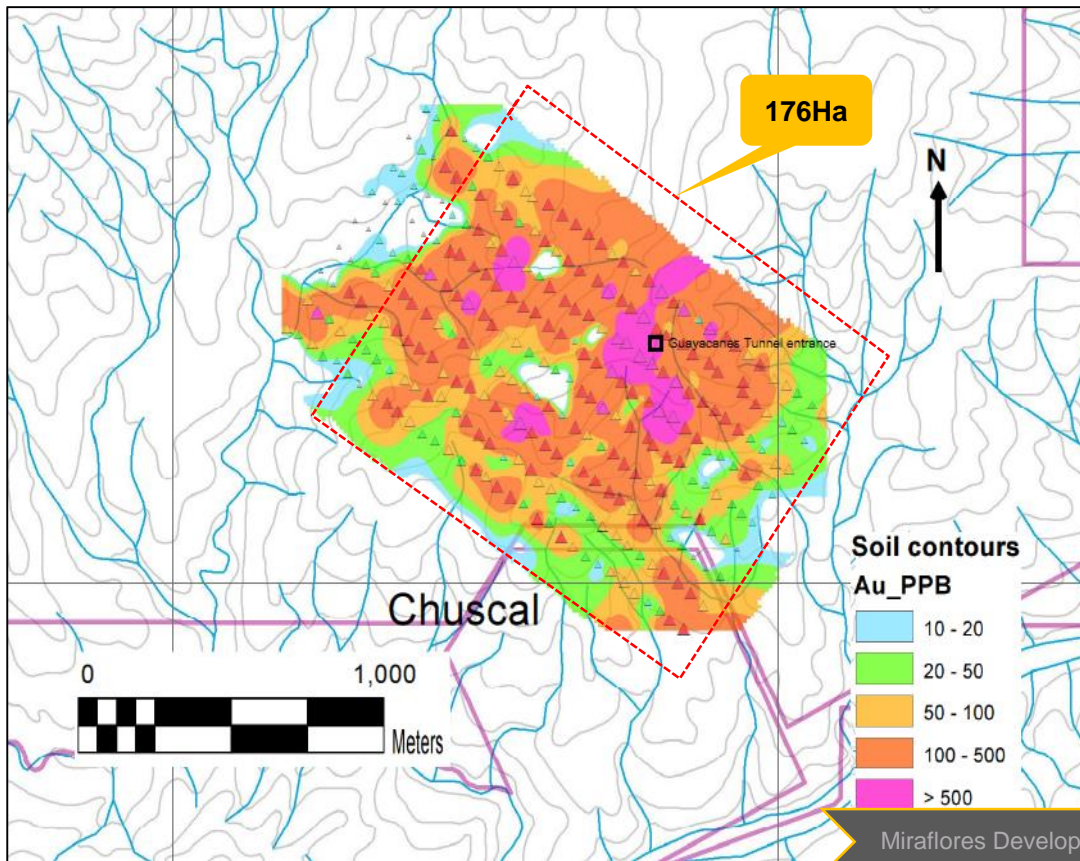 176Ha
N
Guayacanes Tunnel entrance
Chuscal
0 1,000
Meters
Soil contours
Au_PPB
10 - 20
20 - 50
50 - 100
100 - 500
> 500
Miraflores Develop